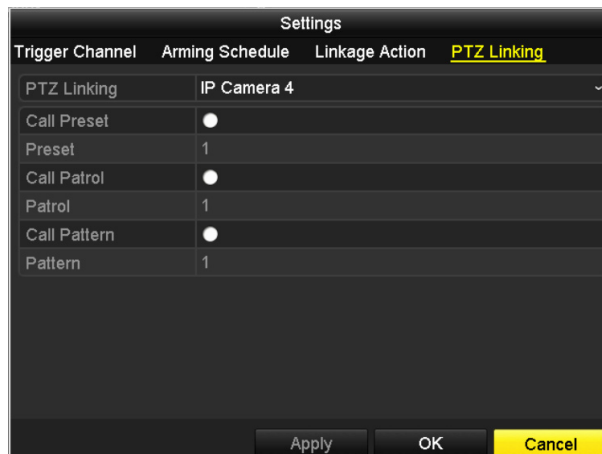 Settings
Trigger Channel Arming Schedule Linkage Action PTZ Linking
PTZ Linking IP Camera 4
Call Preset
Preset 1
Call Patrol
Patrol 1
Call Pattern
Pattern 1
Apply OK Cancel